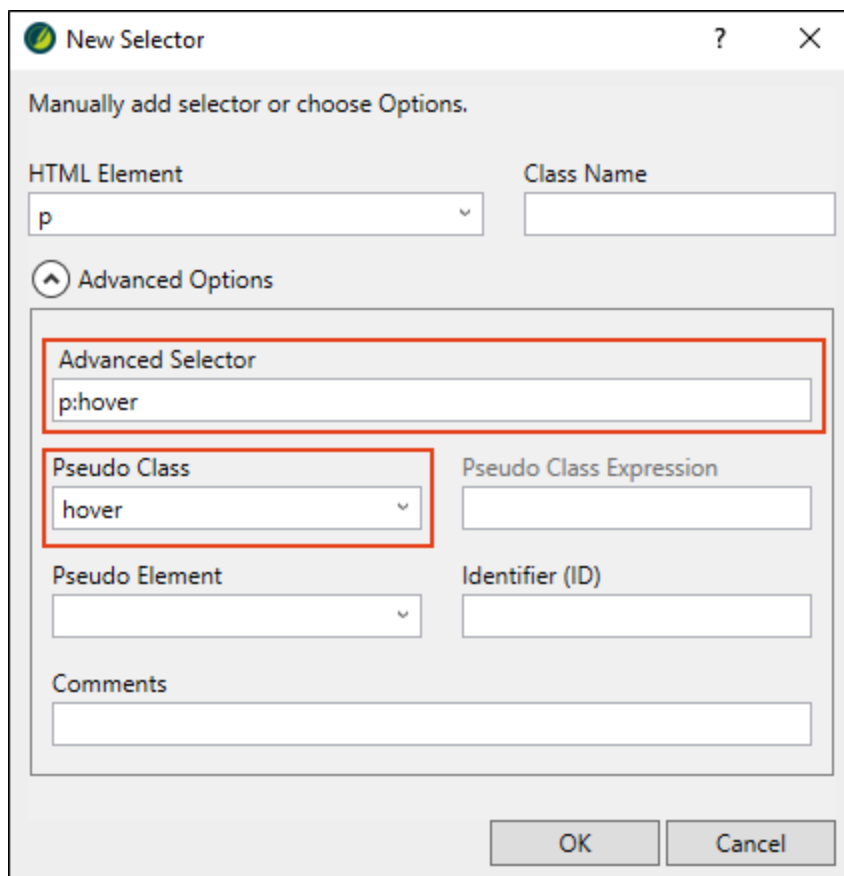 New Selector ?
Manually add selector or choose Options.
HTML Element Class Name
p
Advanced Options
Advanced Selector
p:hover
Pseudo Class Pseudo Class Expression
hover
Pseudo Element Identifier (ID)
Comments
OK Cancel